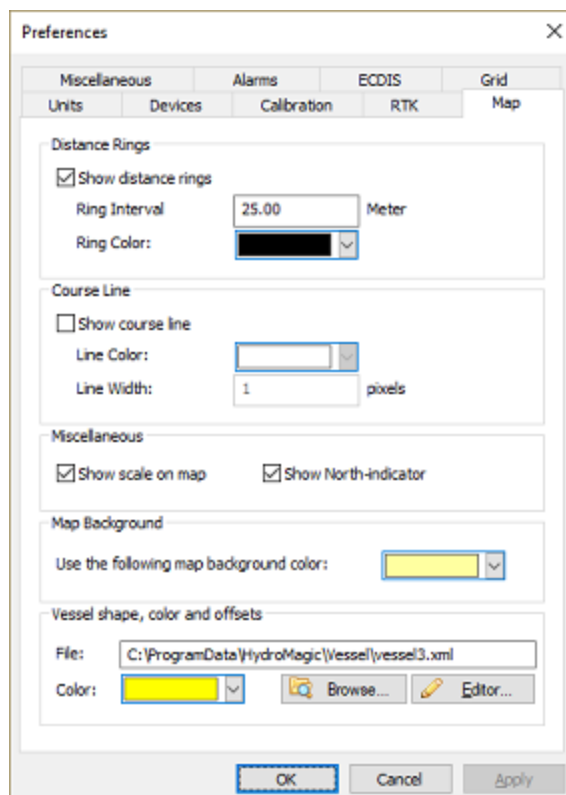 Preferences
Miscellaneous Alarms ECDIS Grid
Units Devices Calibration RTK Map
Distance Rings
Show distance rings
Ring Interval 25.00 Meter
Ring Color:
Course Line
Show course line
Line Color:
Line Width: 1 pixels
Miscellaneous
Show scale on map Show North-indicator
Map Background
Use the following map background color:
Vessel shape, color and offsets
File: C:\ProgramData\HydroMagic\Vessel\vessel3.xml
Color: Browse... Editor...
OK Cancel Apply